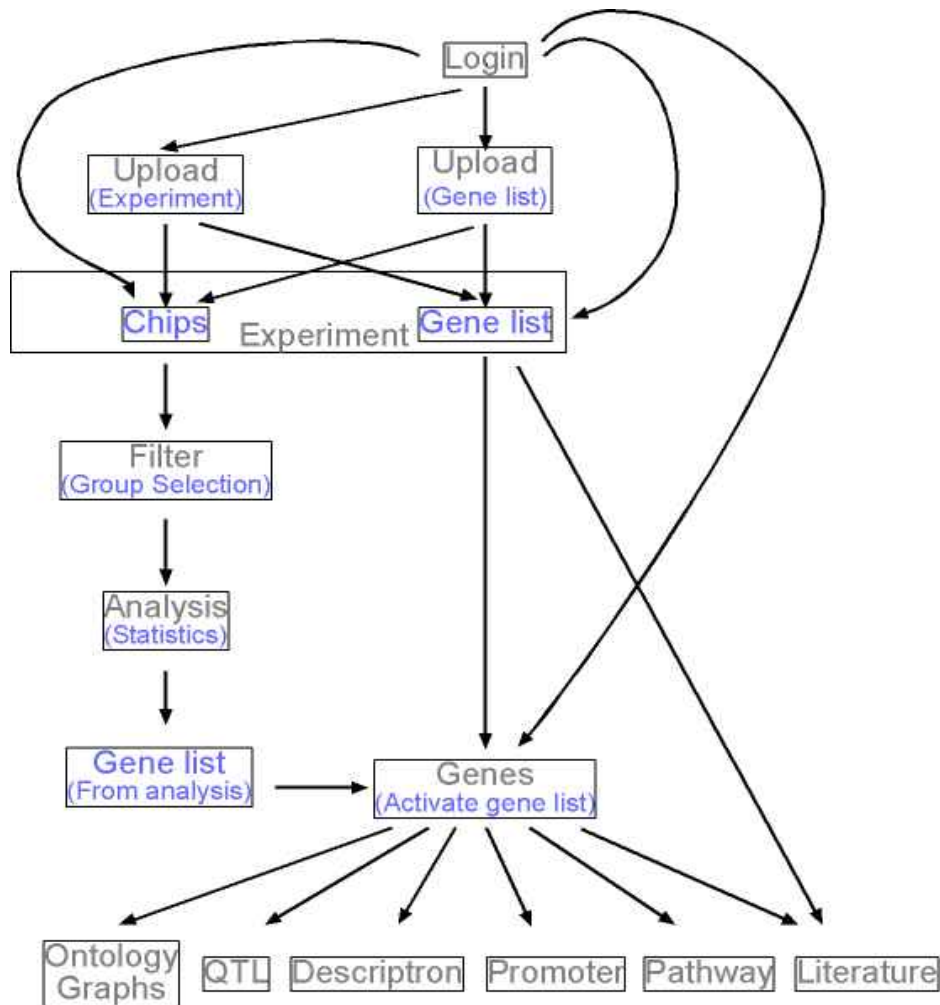 Login
Upload
(Experiment)
Upload
(Gene list)
Chips
Experiment
Gene list
Filter
(Group Selection)
Analysis
(Statistics)
Gene list
(From analysis)
Genes
(Activate gene list)
Ontology
Graphs
QTL
Descriptron
Promoter
Pathway
Literature